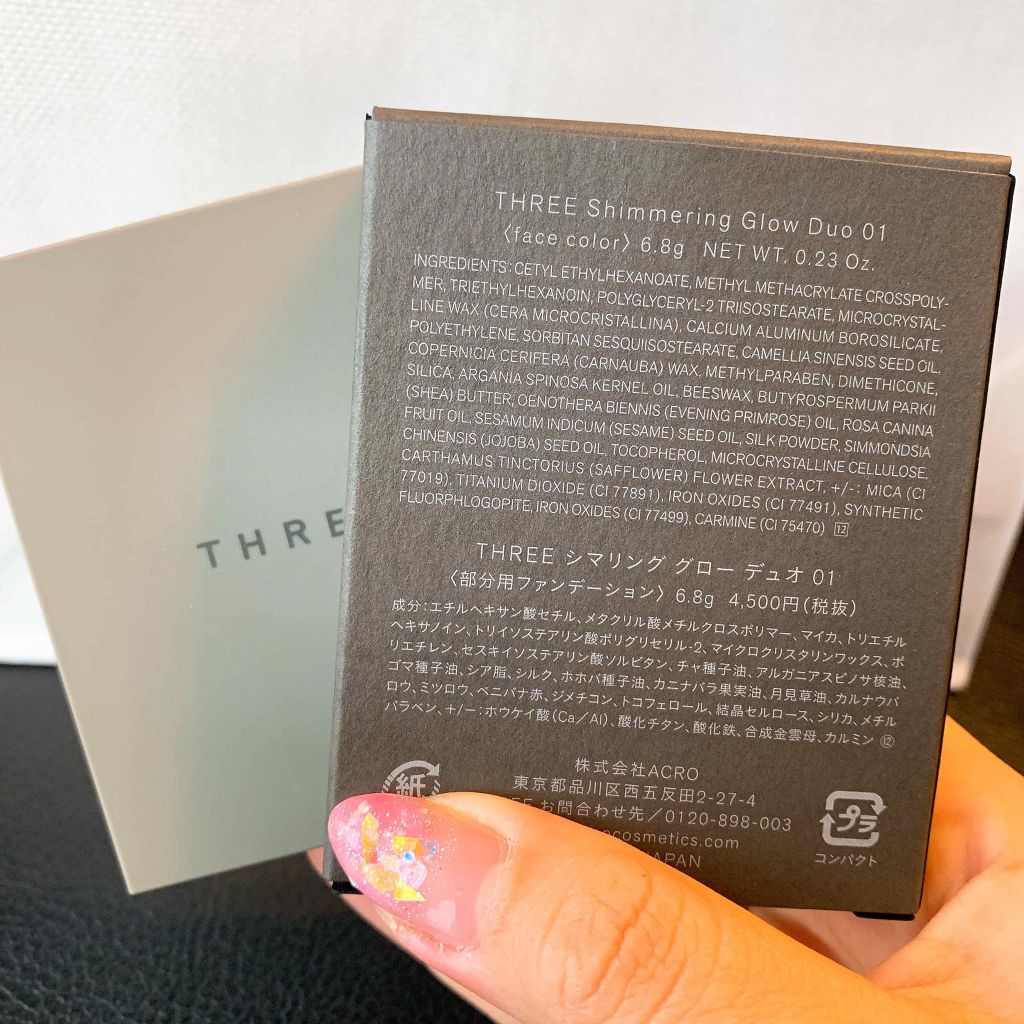 THREE Shimmering Glow Duo 01
〈face color〉 6.8g NET WT. 0.23 Oz.
INGREDIENTS: CETYL ETHYLHEXANOATE, METHYL METHACRYLATE CROSSPOLY-
MER, TRIETHYLHEXANOIN, POLYGLYCERYL-2 TRIISOSTEARATE, MICROCRYSTAL-
LINE WAX (CERA MICROCRISTALLINA), CALCIUM ALUMINUM BOROSILICATE,
POLYETHYLENE, SORBITAN SESQUIISOSTEARATE, CAMELLIA SINENSIS SEED OIL,
COPERNICIA CERIFERA (CARNAUBA) WAX, METHYLPARABEN, DIMETHICONE,
SILICA, ARGANIA SPINOSA KERNEL OIL, BEESWAX, BUTYROSPERMUM PARKII
(SHEA) BUTTER, OENOTHERA BIENNIS (EVENING PRIMROSE) OIL, ROSA CANINA
FRUIT OIL, SESAMUM INDICUM (SESAME) SEED OIL, SILK POWDER, SIMMONDSIA
CHINENSIS (JOJOBA) SEED OIL, TOCOPHEROL, MICROCRYSTALLINE CELLULOSE,
CARTHAMUS TINCTORIUS (SAFFLOWER) FLOWER EXTRACT, +/-: MICA (CI
77019), TITANIUM DIOXIDE (CI 77891), IRON OXIDES (CI 77491), SYNTHETIC
FLUORPHLOGOPITE, IRON OXIDES (CI 77499), CARMINE (CI 75470) 12
THREE シマリング グロー デュオ 01
〈部分用ファンデーション〉 6.8g 4,500円(税抜)
成分:エチルヘキサン酸セチル、メタクリル酸メチルクロスポリマー、マイカ、トリエチル
ヘキサノイン、トリイソステアリン酸ポリグリセリル-2、マイクロクリスタリンワックス、ポ
リエチレン、セスキイソステアリン酸ソルビタン、チャ種子油、アルガニアスピノサ核油、
ゴマ種子油、シア脂、シルク、ホホバ種子油、カニナバラ果実油、月見草油、カルナウバ
ロウ、ミツロウ、ベニバナ赤、ジメチコン、トコフェロール、結晶セルロース、シリカ、メチル
パラベン、+/-:ホウケイ酸(Ca/Al)、酸化チタン、酸化鉄、合成金雲母、カルミン ⑫
株式会社ACRO
東京都品川区西五反田2-27-4
お問合わせ先/0120-898-003
cosmetics.com
JAPAN
紙
プラ
コンパクト
THRE